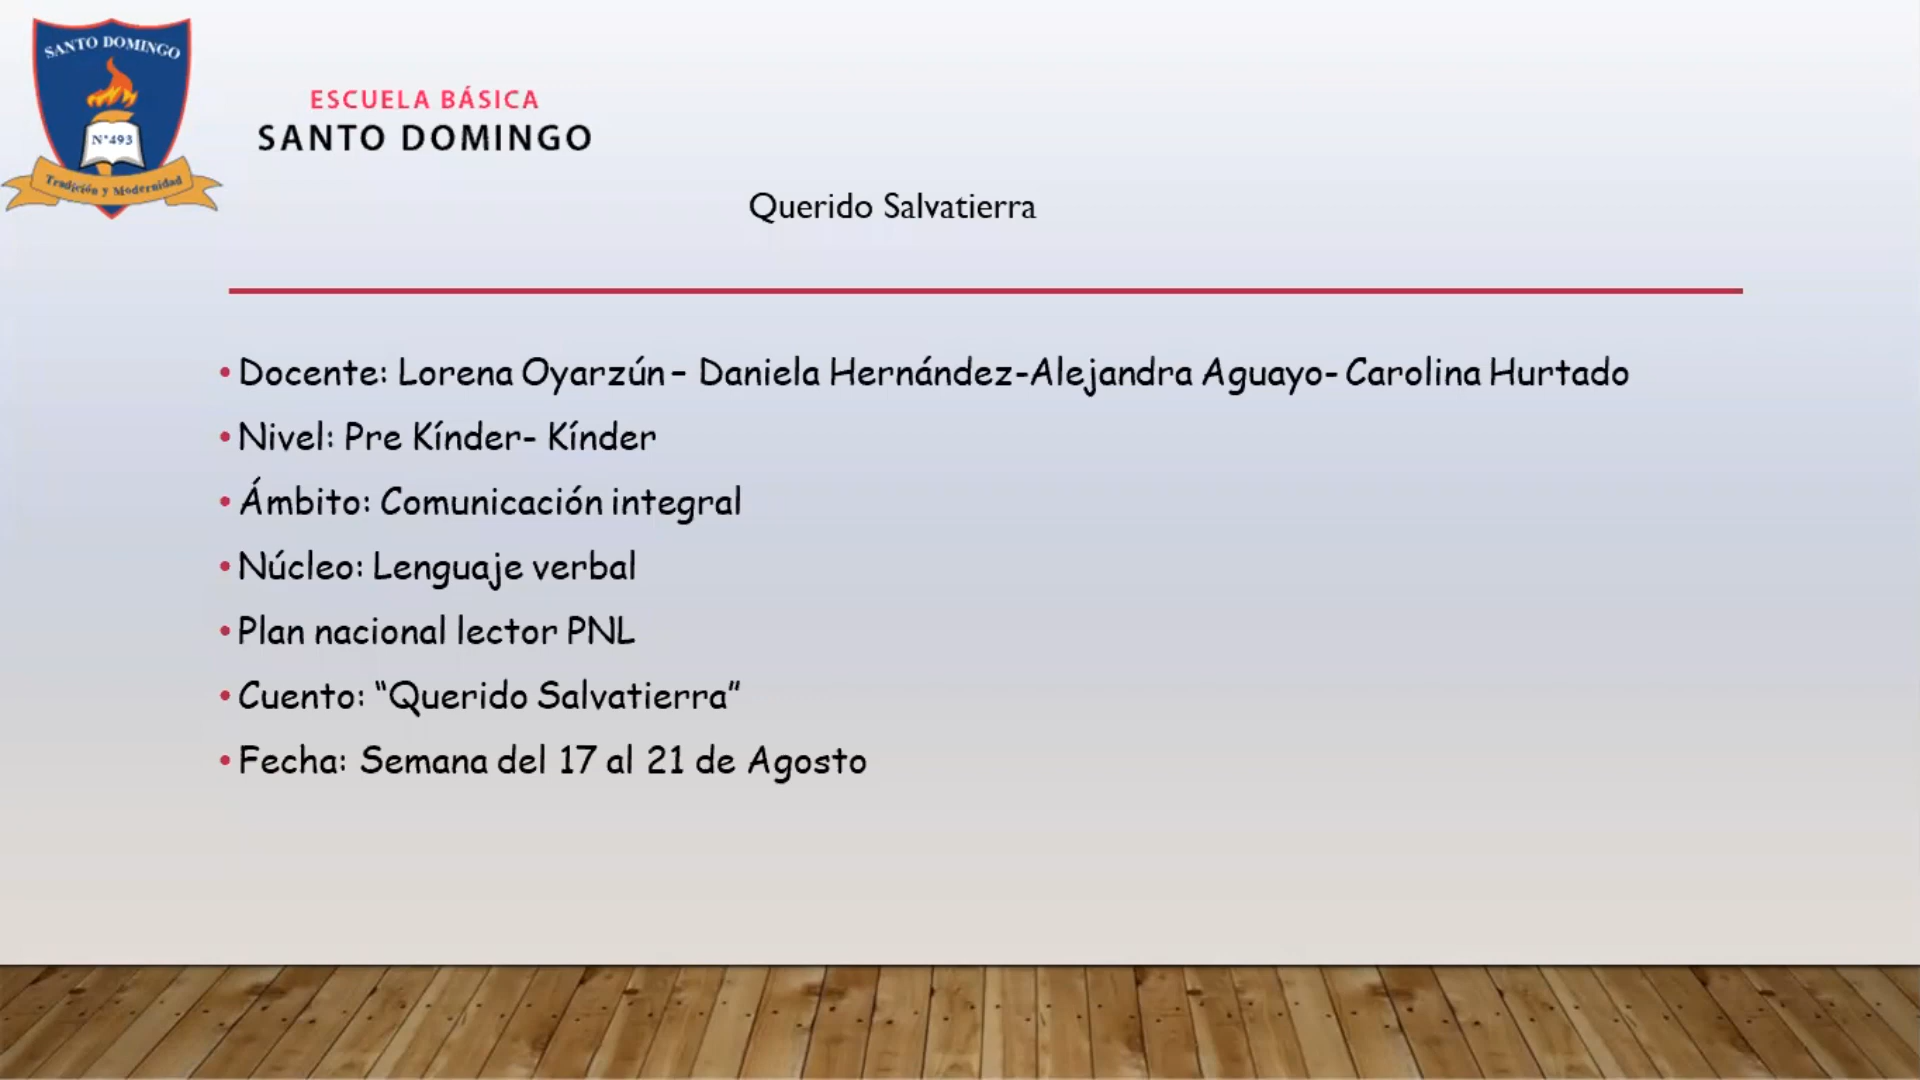 SANTO DOMINGO
N°493
Tradición y Modernidad
ESCUELA BÁSICA
SANTO DOMINGO
Querido Salvatierra
• Docente: Lorena Oyarzún – Daniela Hernández-Alejandra Aguayo- Carolina Hurtado
• Nivel: Pre Kínder- Kínder
• Ámbito: Comunicación integral
• Núcleo: Lenguaje verbal
• Plan nacional lector PNL
• Cuento: “Querido Salvatierra”
• Fecha: Semana del 17 al 21 de Agosto